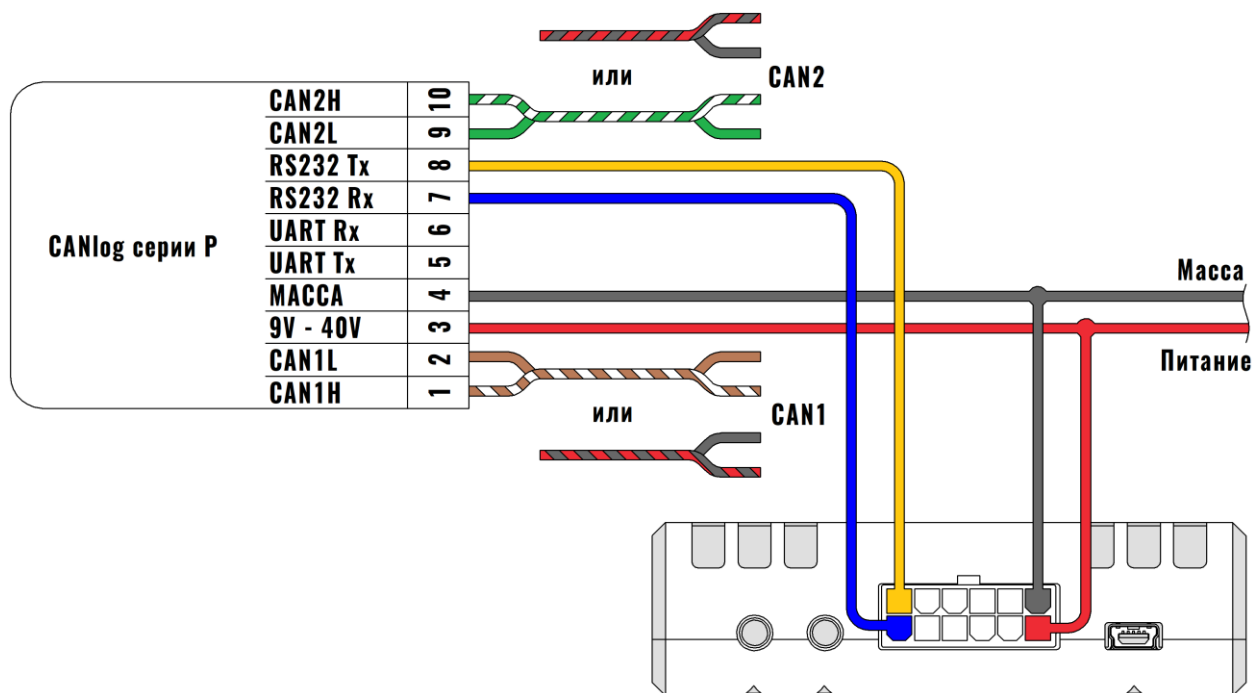 или
CAN2
CAN2H 10
CAN2L 9
RS232 Tx 8
RS232 Rx 7
UART Rx 6
CANlog серии P
UART Tx 5
МАССА 4
Масса
9V - 40V 3
CAN1L 2
Питание
CAN1H 1
или
CAN1